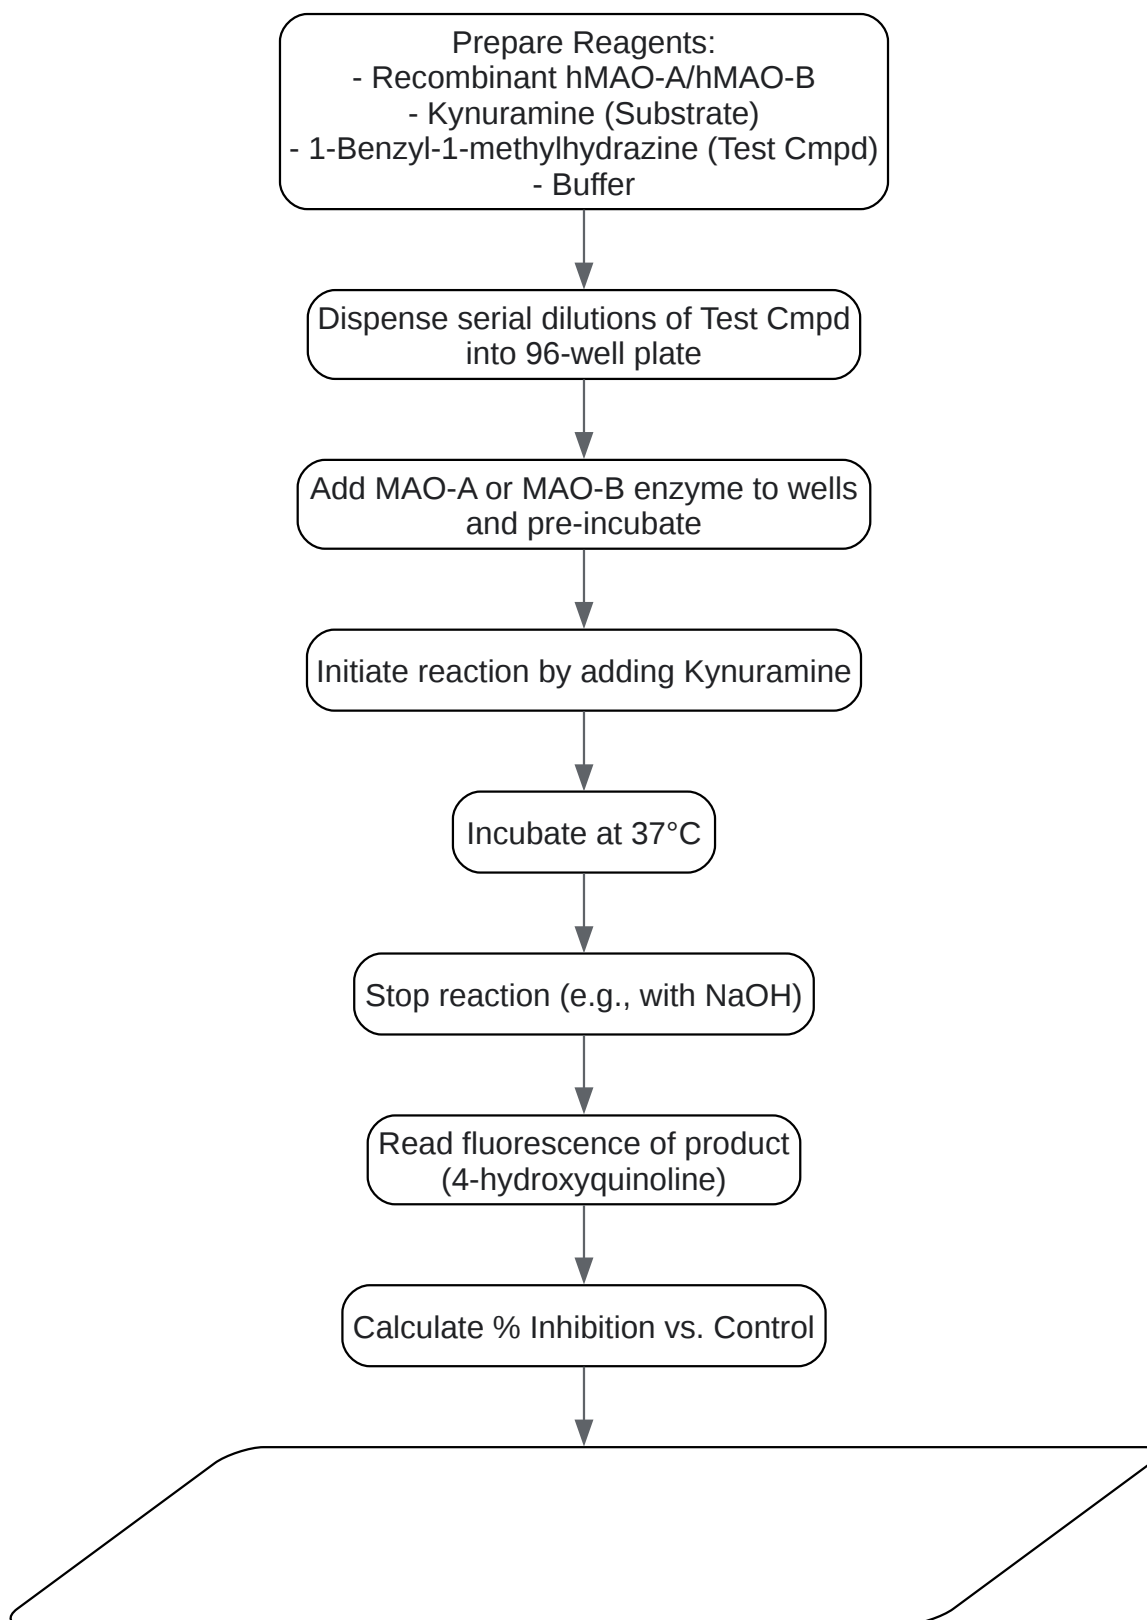 Prepare Reagents:
- Recombinant hMAO-A/hMAO-B
- Kynuramine (Substrate)
- 1-Benzyl-1-methylhydrazine (Test Cmpd)
- Buffer
Dispense serial dilutions of Test Cmpd
into 96-well plate
Add MAO-A or MAO-B enzyme to wells
and pre-incubate
Initiate reaction by adding Kynuramine
Incubate at 37°C
Stop reaction (e.g., with NaOH)
Read fluorescence of product
(4-hydroxyquinoline)
Calculate % Inhibition vs. Control